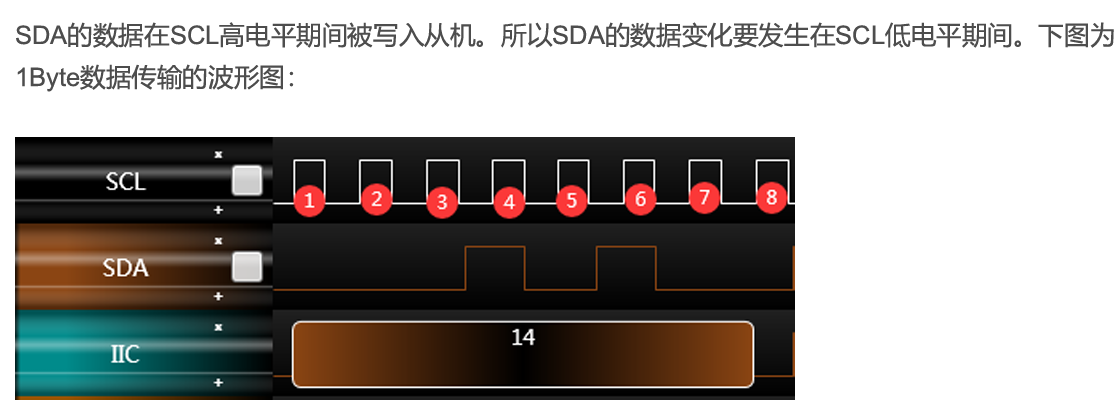 SDA的数据在SCL高电平期间被写入从机。所以SDA的数据变化要发生在SCL低电平期间。下图为
1Byte数据传输的波形图：
x
SCL
+
1 2 3 4 5 6 7 8
x
SDA
+
14
x
IIC
+